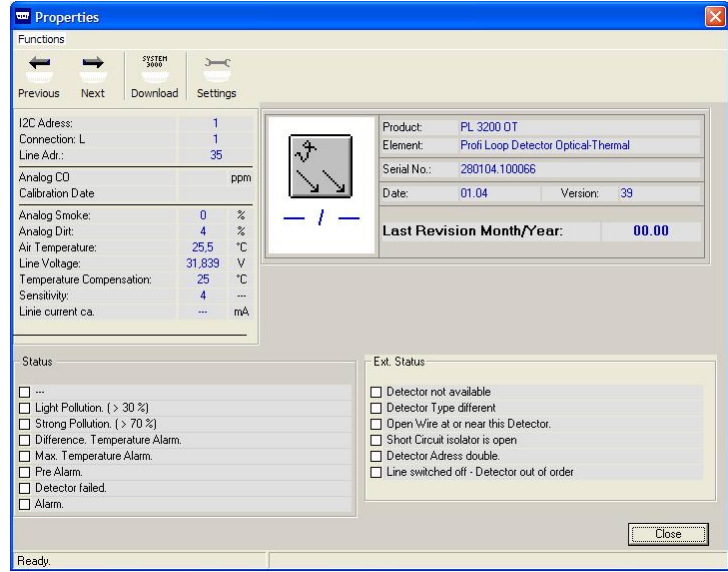 Properties
Functions
SYSTEM
3000
Previous Next Download Settings
I2C Adress: 1
Connection: L 1
Line Adr.: 35
Analog CO ppm
Calibration Date
Analog Smoke: 0 %
Analog Dirt: 4 %
Air Temperature: 25,5 °C
Line Voltage: 31,839 V
Temperature Compensation: 25 °C
Sensitivity: 4 ---
Linie current ca. --- mA
— / —
Product: PL 3200 OT
Element: Profi Loop Detector Optical-Thermal
Serial No.: 280104.100066
Date: 01.04 Version: 39
Last Revision Month/Year: 00.00
Status
---
Light Pollution. ( > 30 %)
Strong Pollution. ( > 70 %)
Difference. Temperature Alarm.
Max. Temperature Alarm.
Pre Alarm.
Detector failed.
Alarm.
Ext. Status
Detector not available
Detector Type different
Open Wire at or near this Detector.
Short Circuit isolator is open
Detector Adress double.
Line switched off - Detector out of order
Close
Ready.